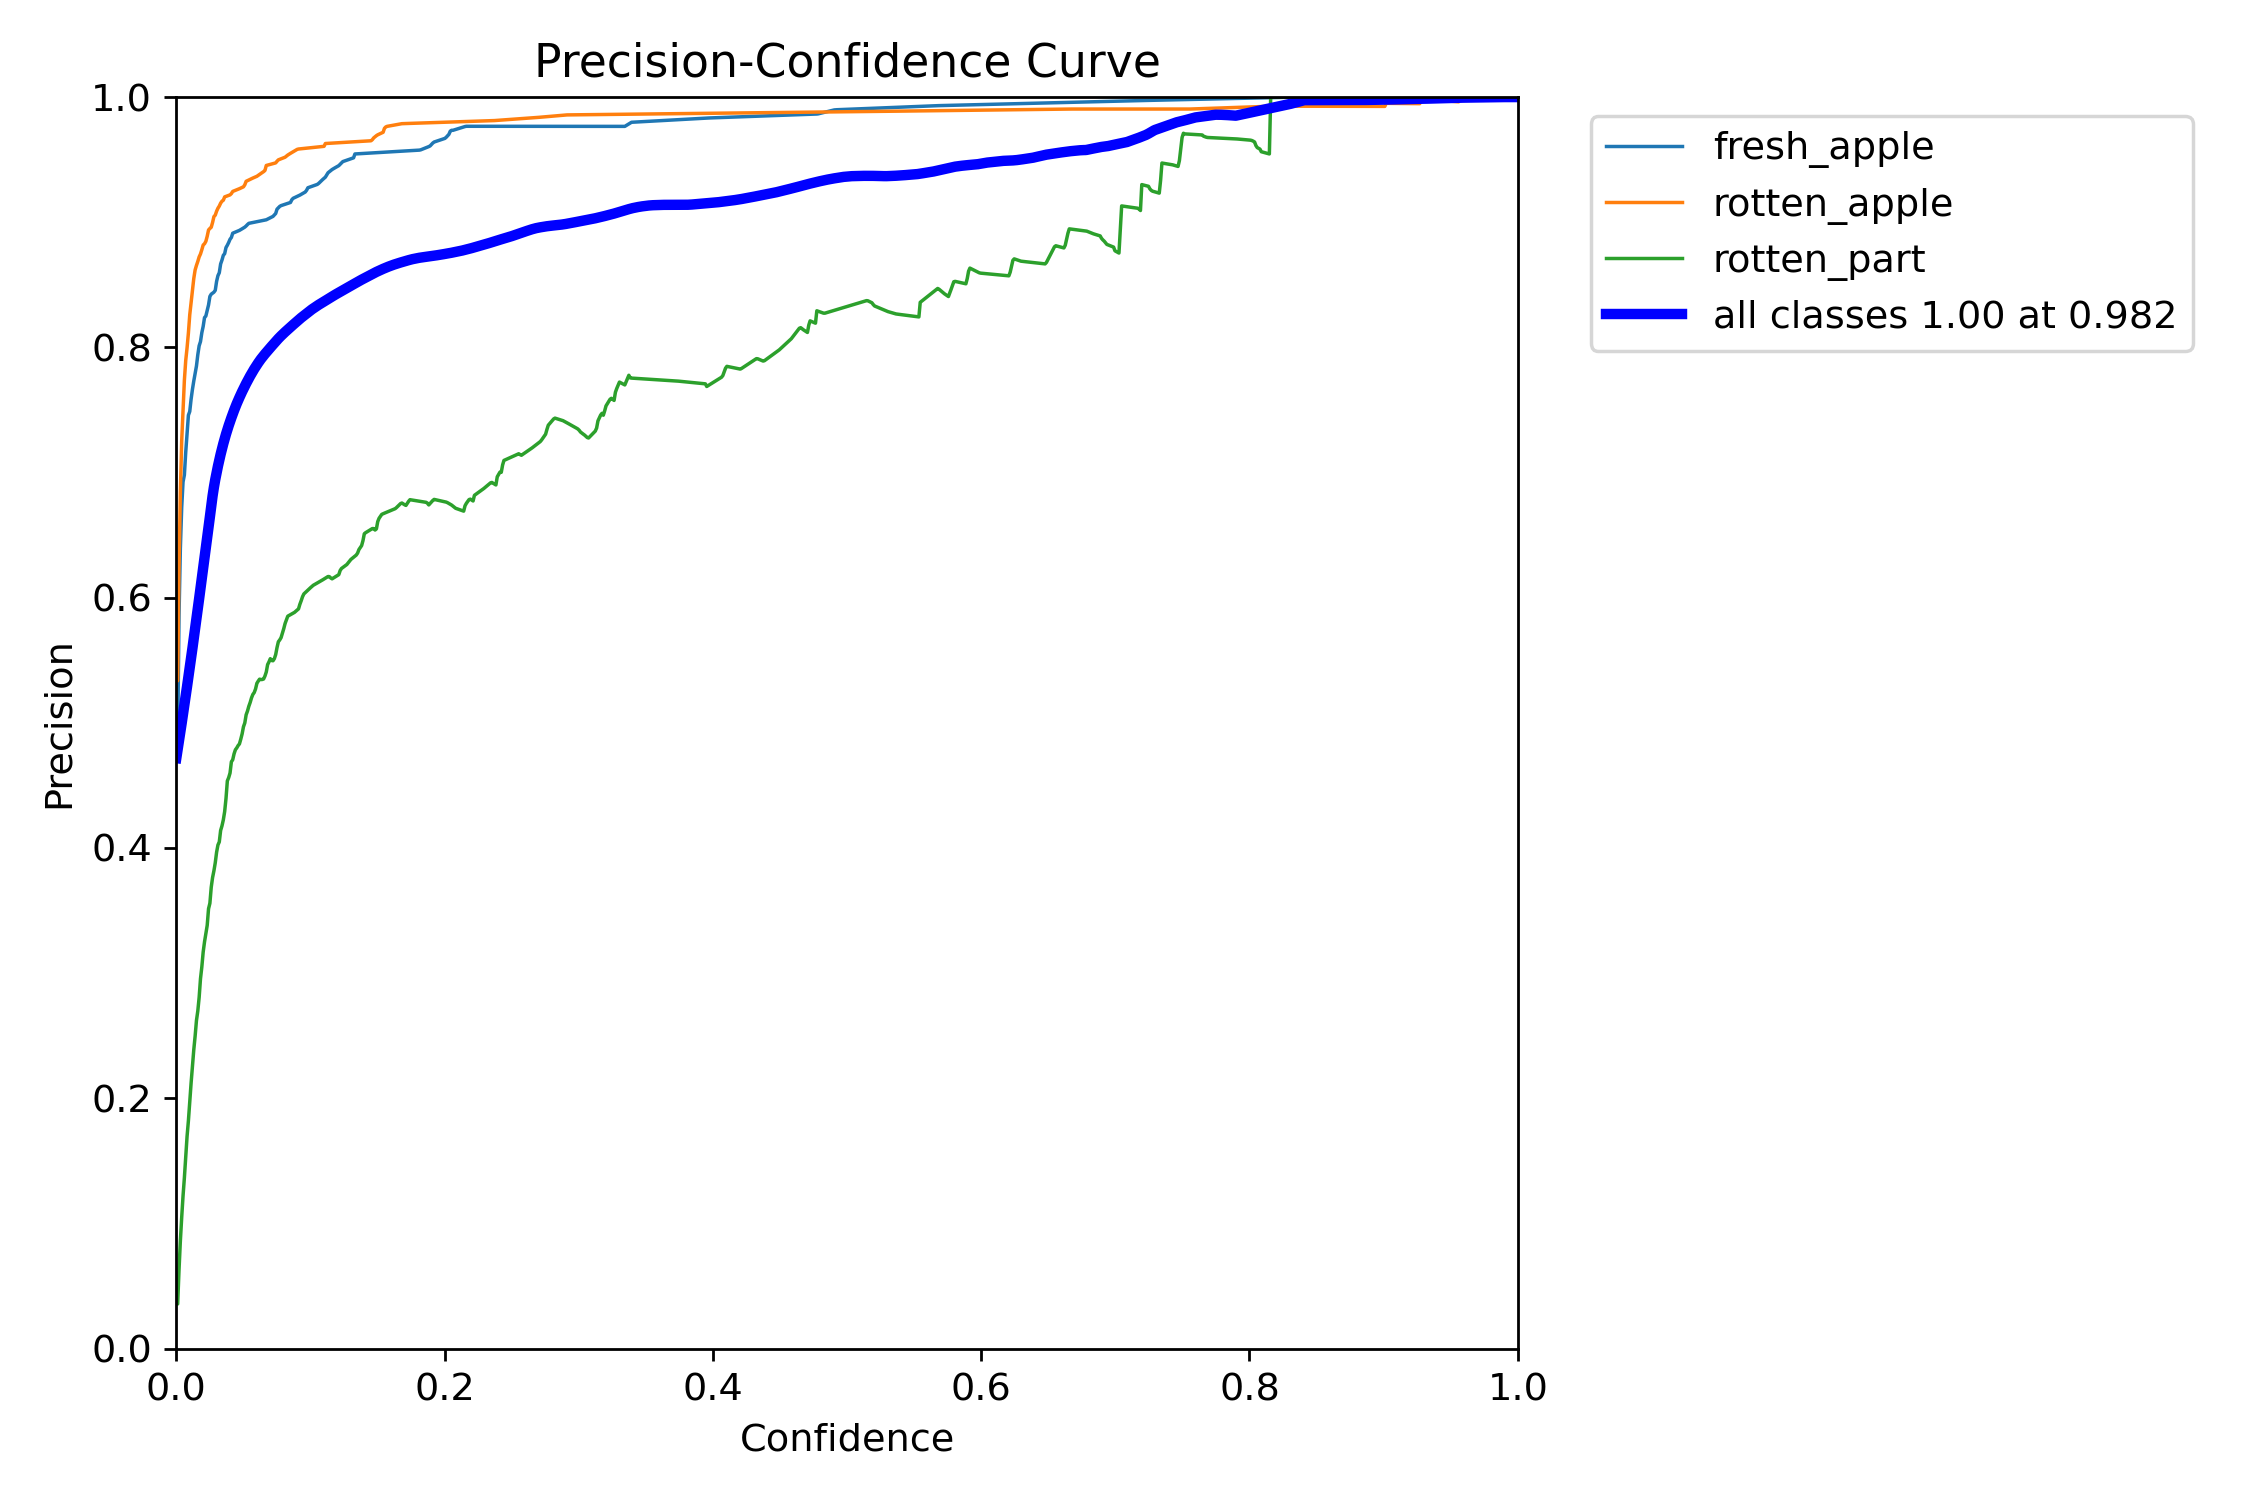 Precision-Confidence Curve
1.0
0.8
0.6
0.4
0.2
0.0
Precision
0.0 0.2 0.4 0.6 0.8 1.0
Confidence
fresh_apple
rotten_apple
rotten_part
all classes 1.00 at 0.982